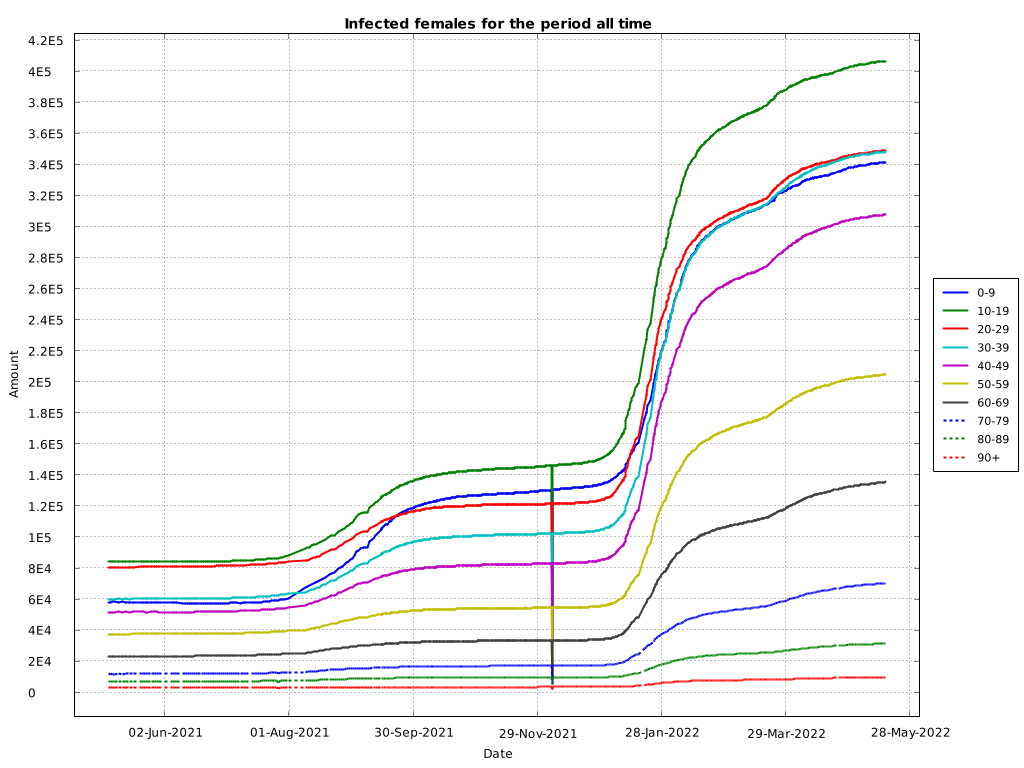 Infected females for the period all time
4.2E5
4E5
3.8E5
3.6E5
3.4E5
3.2E5
3E5
2.8E5
2.6E5
2.4E5
2.2E5
2E5
1.8E5
1.6E5
1.4E5
1.2E5
1E5
8E4
6E4
4E4
2E4
0
Amount
02-Jun-2021 01-Aug-2021 30-Sep-2021 29-Nov-2021 28-Jan-2022 29-Mar-2022 28-May-2022
Date
0-9
10-19
20-29
30-39
40-49
50-59
60-69
70-79
80-89
90+